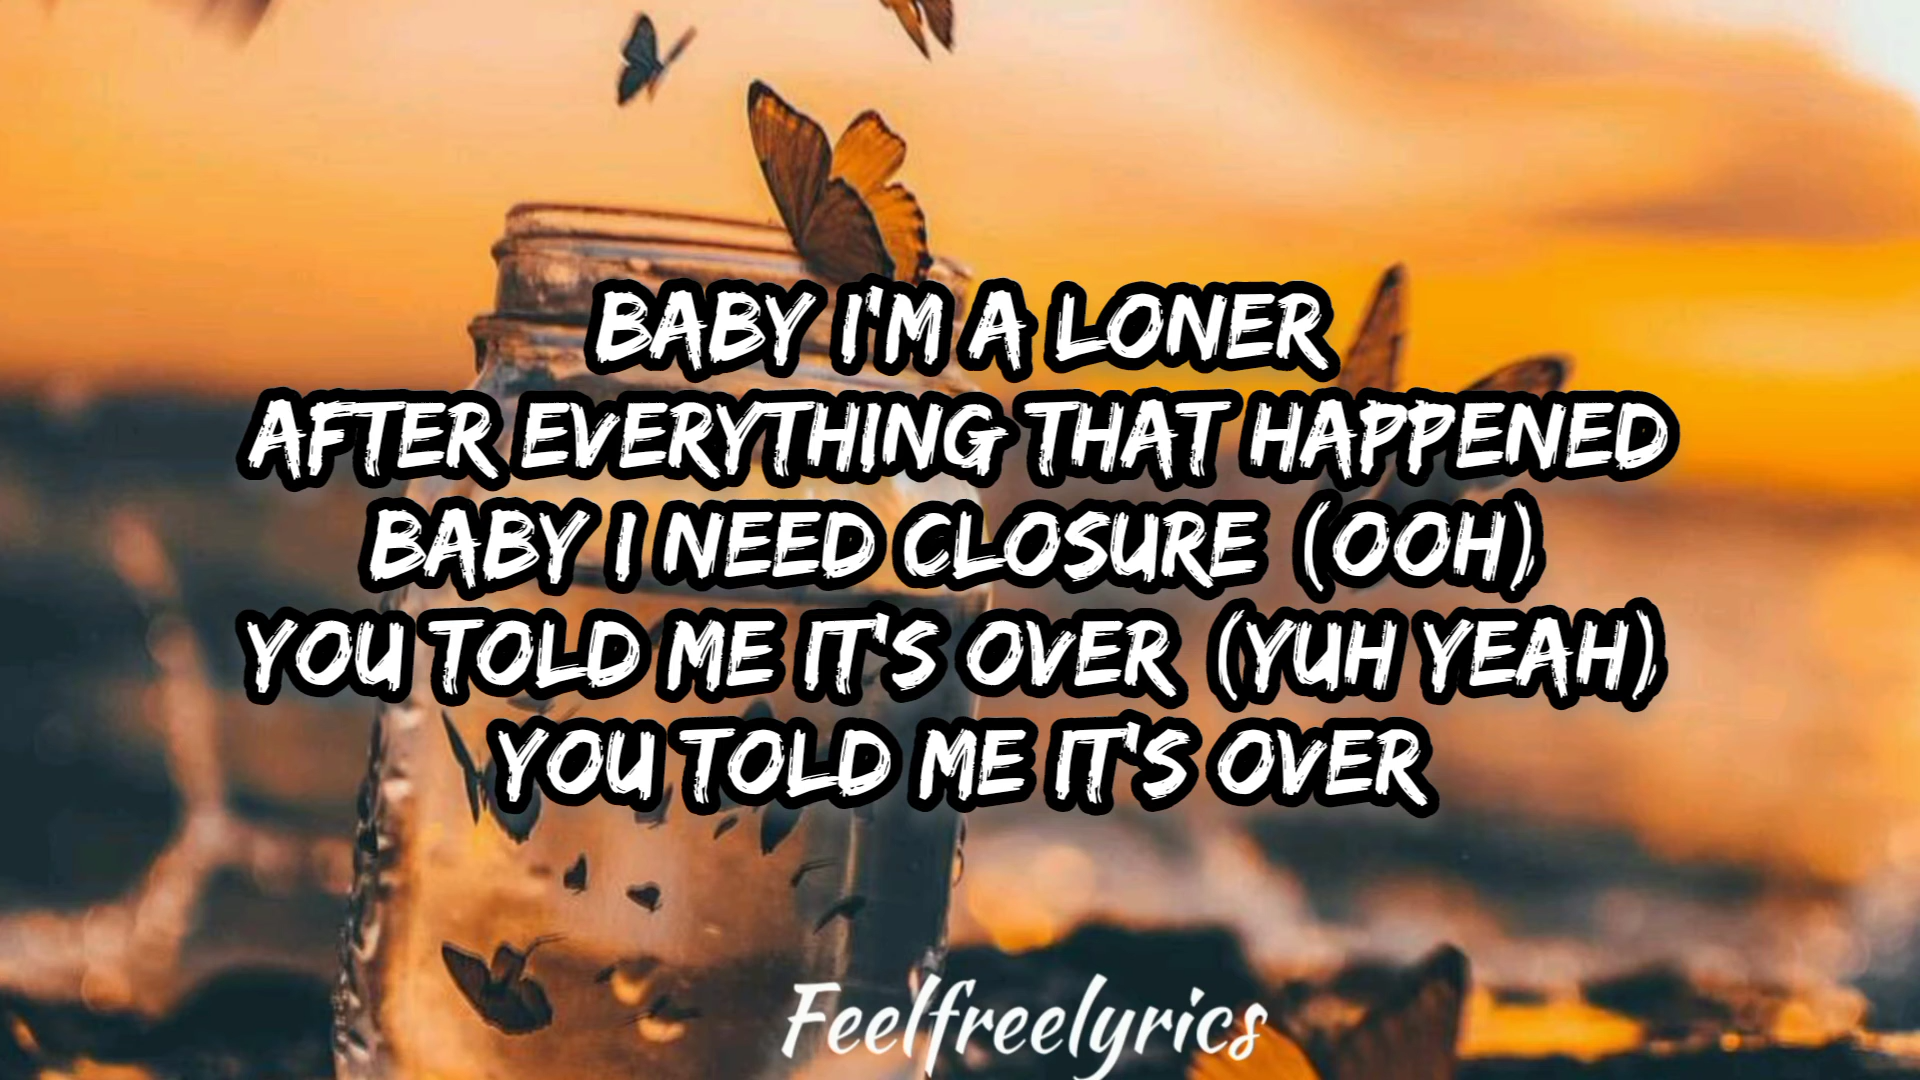 BABY I'M A LONER
AFTER EVERYTHING THAT HAPPENED
BABY I NEED CLOSURE (OOH)
YOU TOLD ME IT'S OVER (YUH YEAH)
YOU TOLD ME IT'S OVER
Feelfreelyrics